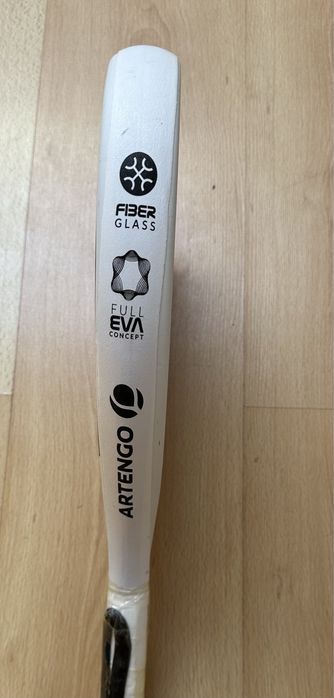 FIBER
GLASS
FULL
EVA
CONCEPT
ARTENGO